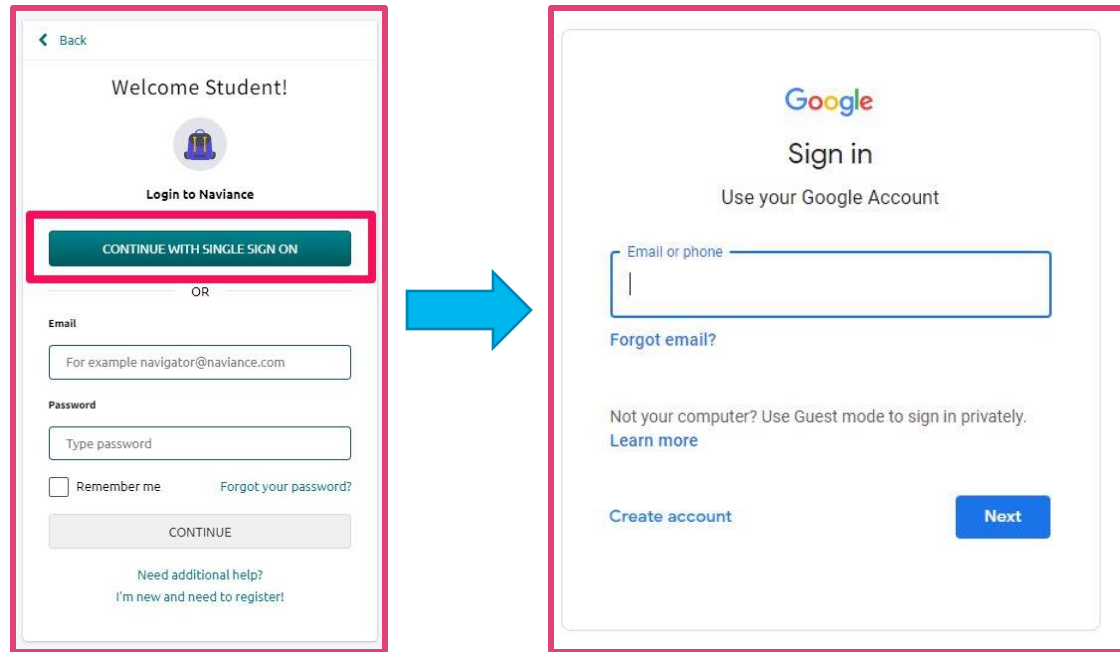 Back
Welcome Student!
Login to Naviance
CONTINUE WITH SINGLE SIGN ON
OR
Email
For example navigator@naviance.com
Password
Type password
Remember me Forgot your password?
CONTINUE
Need additional help?
I'm new and need to register!
Google
Sign in
Use your Google Account
Email or phone
Forgot email?
Not your computer? Use Guest mode to sign in privately.
Learn more
Create account Next